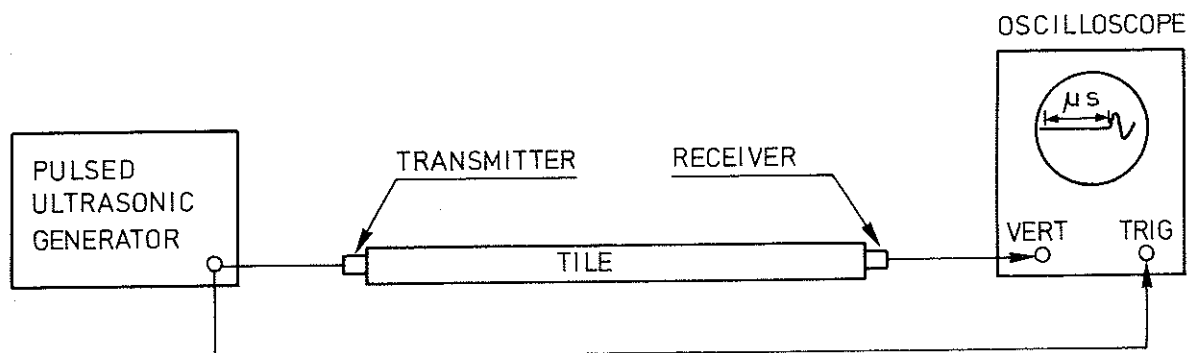 OSCILLOSCOPE
μs
PULSED
ULTRASONIC
GENERATOR
TRANSMITTER
RECEIVER
VERT
TRIG
TILE